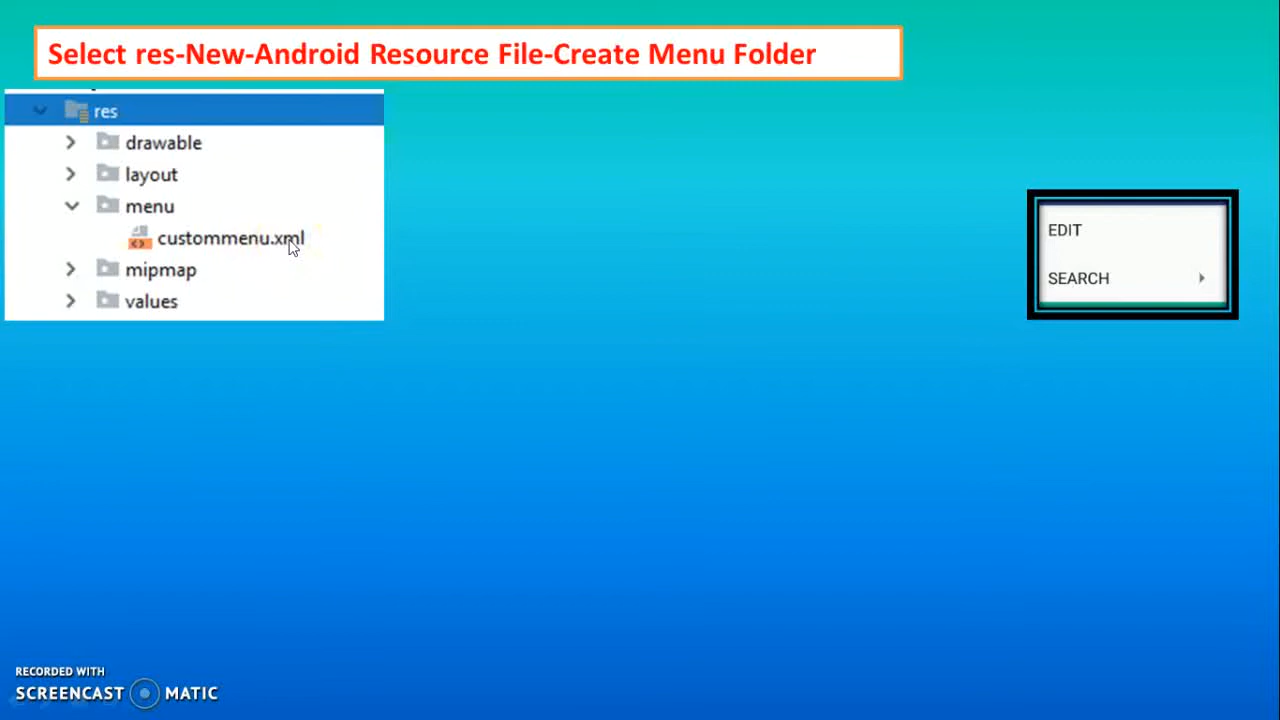 Select res-New-Android Resource File-Create Menu Folder
res
drawable
layout
menu
custommenu.xml
mipmap
values
EDIT
SEARCH
RECORDED WITH
SCREENCAST MATIC